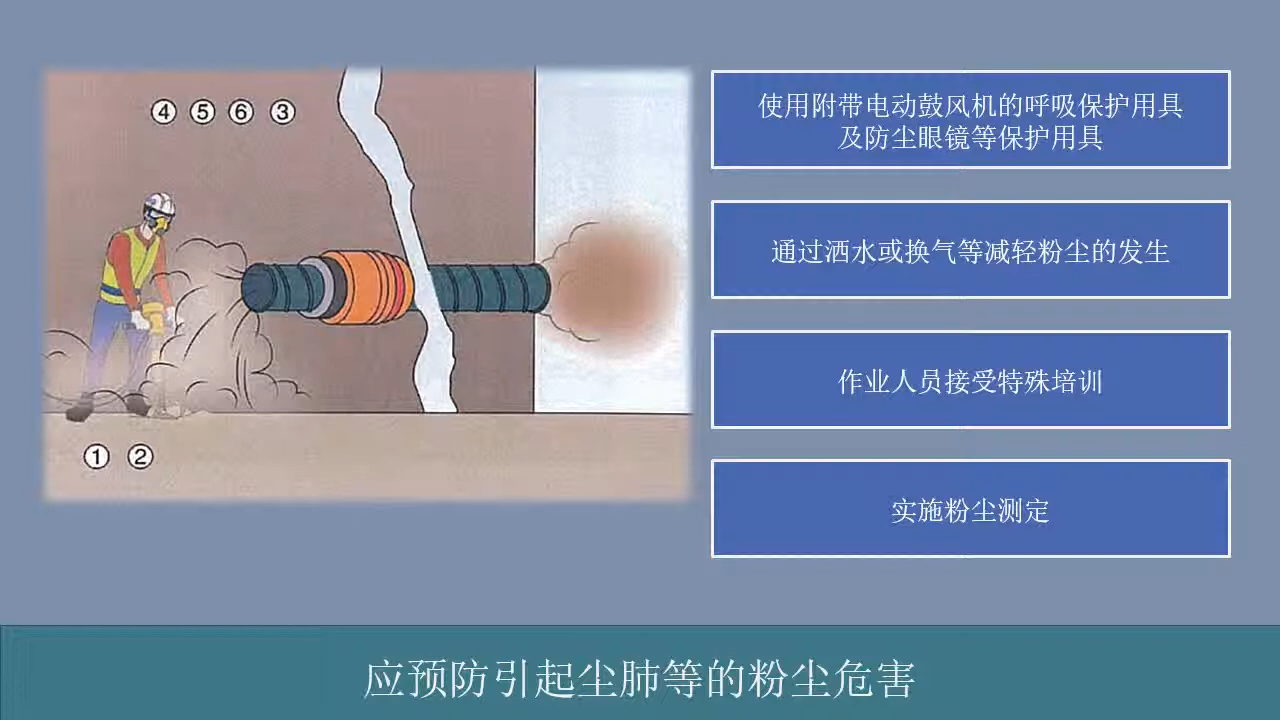 ④ ⑤ ⑥ ③
① ②
使用附带电动鼓风机的呼吸保护用具
及防尘眼镜等保护用具
通过洒水或换气等减轻粉尘的发生
作业人员接受特殊培训
实施粉尘测定
应预防引起尘肺等的粉尘危害